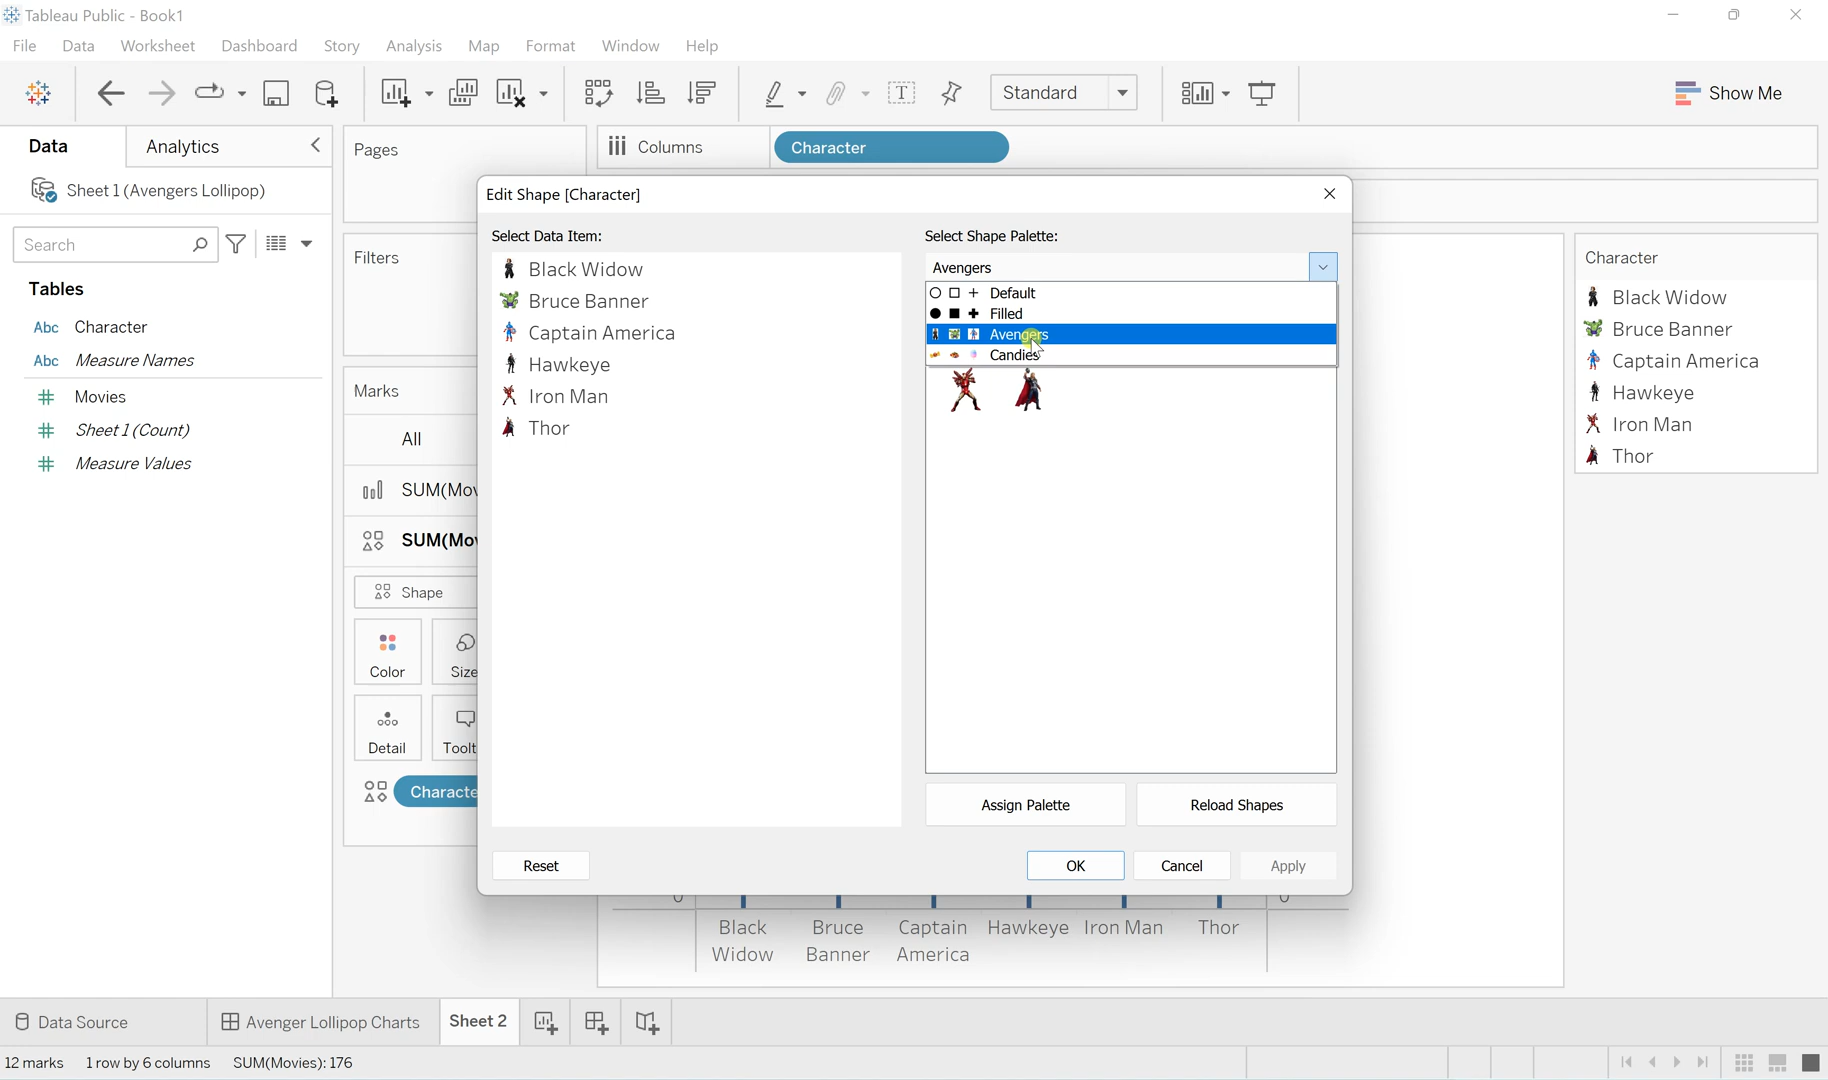 Tableau Public - Book1
File Data Worksheet Dashboard Story Analysis Map Format Window Help
Standard
Show Me
Data Analytics
Pages
Columns Character
Sheet 1 (Avengers Lollipop)
Edit Shape [Character]
Search
Filters
Select Data Item:
Select Shape Palette:
Black Widow
Bruce Banner
Captain America
Hawkeye
Iron Man
Thor
Avengers
Default
Filled
Avengers
Candies
Character
Black Widow
Bruce Banner
Captain America
Hawkeye
Iron Man
Thor
Tables
Abc Character
Abc Measure Names
Movies
Sheet 1 (Count)
Measure Values
Marks
All
SUM(Mov
SUM(Mov
Shape
Color Size
Detail Toolt
Characte
Assign Palette Reload Shapes
Reset OK Cancel Apply
0 0
Black Widow
Bruce Banner
Captain America
Hawkeye
Iron Man
Thor
Data Source Avenger Lollipop Charts Sheet 2
12 marks 1 row by 6 columns SUM(Movies): 176